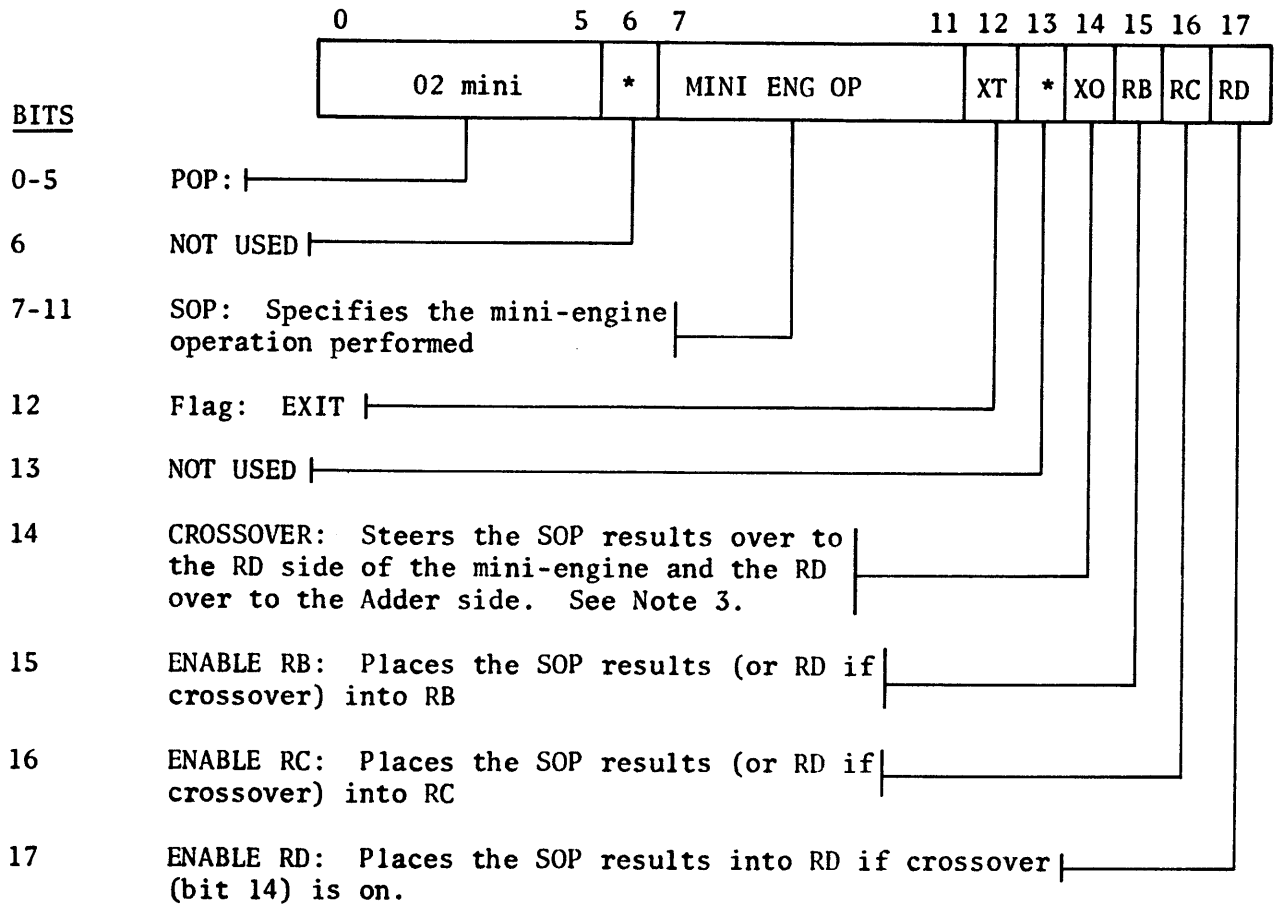 0 5 6 7 11 12 13 14 15 16 17
02 mini * MINI ENG OP XT * XO RB RC RD
BITS
0-5 POP:
6 NOT USED
7-11 SOP: Specifies the mini-engine
operation performed
12 Flag: EXIT
13 NOT USED
14 CROSSOVER: Steers the SOP results over to
the RD side of the mini-engine and the RD
over to the Adder side. See Note 3.
15 ENABLE RB: Places the SOP results (or RD if
crossover) into RB
16 ENABLE RC: Places the SOP results (or RD if
crossover) into RC
17 ENABLE RD: Places the SOP results into RD if crossover
(bit 14) is on.